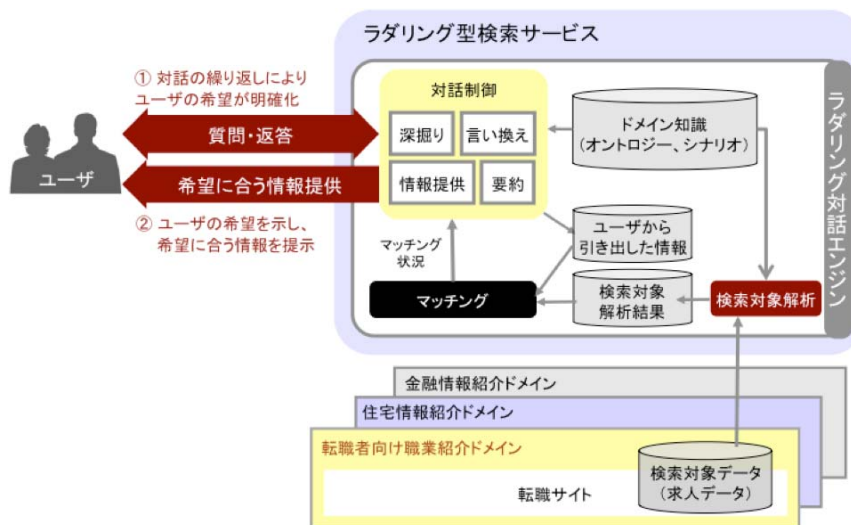 ラダリング型検索サービス
① 対話の繰り返しにより
ユーザの希望が明確化
質問・返答
ユーザ
希望に合う情報提供
② ユーザの希望を示し、
希望に合う情報を提示
対話制御
深掘り
言い換え
情報提供
要約
ドメイン知識
(オントロジー、シナリオ)
ラダリング対話エンジン
ユーザから
引き出した情報
マッチング
状況
マッチング
検索対象
解析結果
検索対象解析
金融情報紹介ドメイン
住宅情報紹介ドメイン
転職者向け職業紹介ドメイン
転職サイト
検索対象データ
(求人データ)